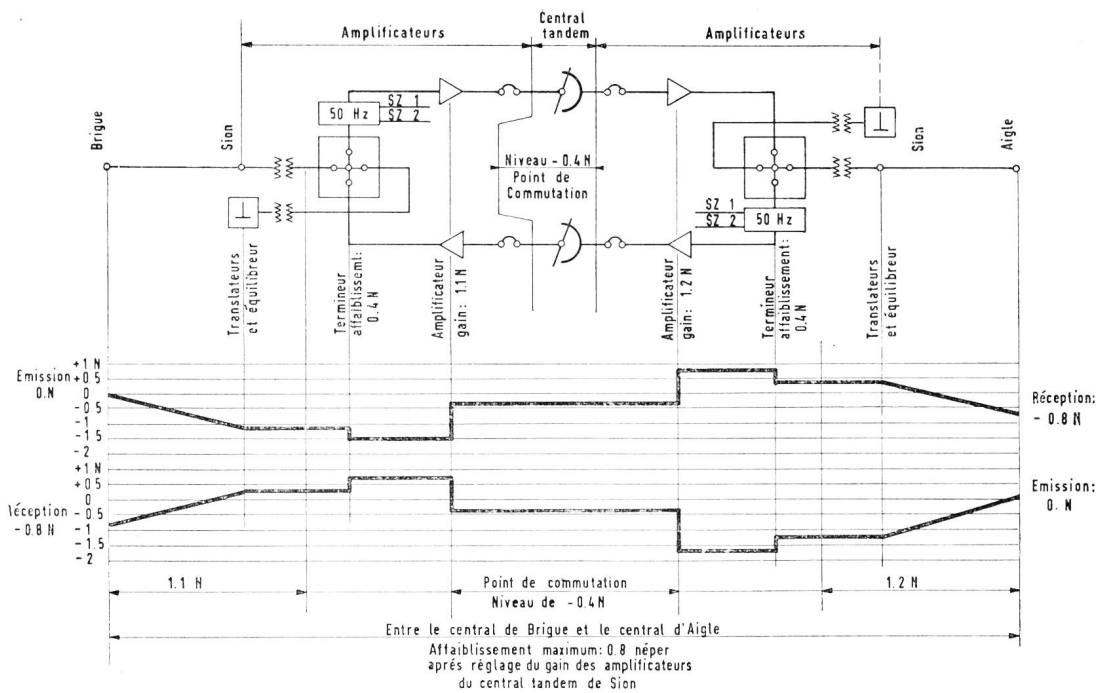 Central
tandem
Amplificateurs
Amplificateurs
SZ 1
SZ 2
50 Hz
Brigue
Sion
Sion
Aigle
Niveau -0.4N
Point de
Commutation
SZ 1
SZ 2
50 Hz
Translateurs
et équilibreur
Termineur
affaiblissemt:
0.4 N
Amplificateur
gain: 1.1 N
Amplificateur
gain: 1.2 N
Termineur
affaiblissement:
0.4 N
Translateurs
et équilibreur
Emission
0.N
+1 N
+0.5
0
-0.5
-1
-1.5
-2
Réception:
-0.8 N
léception
-0.8 N
+1 N
+0.5
0
-0.5
-1
-1.5
-2
Emission:
0. N
1.1 N
Point de commutation
Niveau de -0.4N
1.2 N
Entre le central de Brigue et le central d'Aigle
Affaiblissement maximum: 0.8 néper
aprés réglage du gain des amplificateurs
du central tandem de Sion